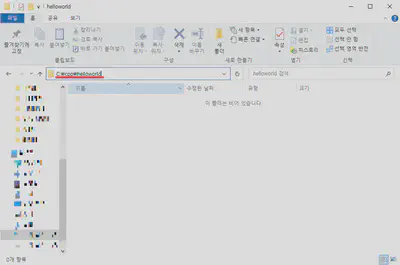 helloworld
파일 홈 공유 보기
즐겨찾기에 고정
복사
붙여넣기
잘라내기
경로 복사
바로 가기 붙여넣기
이동 위치
복사 위치
삭제
이름 바꾸기
새 폴더
새 항목
빠른 연결
속성
열기
편집
히스토리
모두 선택
선택 안 함
선택 영역 반전
클립보드 구성 새로 만들기 열기 선택
helloworld 검색
이름 수정한 날짜 유형 크기
이 폴더는 비어 있습니다.
0개 항목